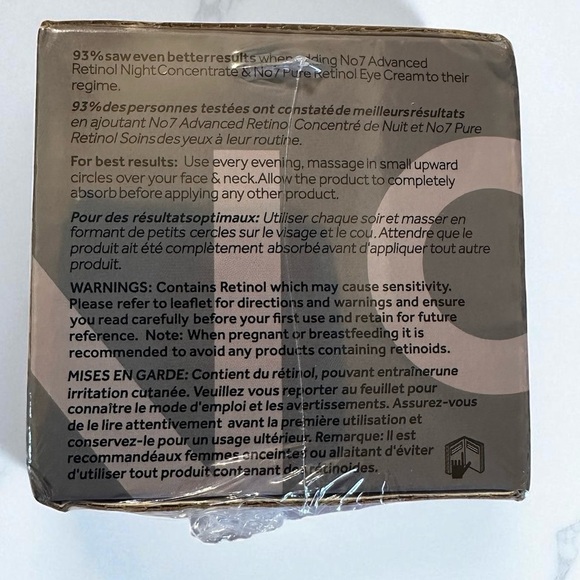 93% saw even better results when adding No7 Advanced
Retinol Night Concentrate & No7 Pure Retinol Eye Cream to their
regime.
93% des personnes testées ont constaté de meilleurs résultats
en ajoutant No7 Advanced Retinol Concentré de Nuit et No7 Pure
Retinol Soins des yeux à leur routine.
For best results: Use every evening, massage in small upward
circles over your face & neck. Allow the product to completely
absorb before applying any other product.
Pour des résultats optimaux: Utiliser chaque soir et masser en
formant de petits cercles sur le visage et le cou. Attendre que le
produit ait été complètement absorbé avant d'appliquer tout autre
produit.
WARNINGS: Contains Retinol which may cause sensitivity.
Please refer to leaflet for directions and warnings and ensure
you read carefully before your first use and retain for future
reference. Note: When pregnant or breastfeeding it is
recommended to avoid any products containing retinoids.
MISES EN GARDE: Contient du rétinol, pouvant entraîner une
irritation cutanée. Veuillez vous reporter au feuillet pour
connaître le mode d'emploi et les avertissements. Assurez-vous
de le lire attentivement avant la première utilisation et
conservez-le pour un usage ultérieur. Remarque: Il est
recommandé aux femmes enceintes ou allaitant d'éviter
d'utiliser tout produit contenant des rétinoïdes.